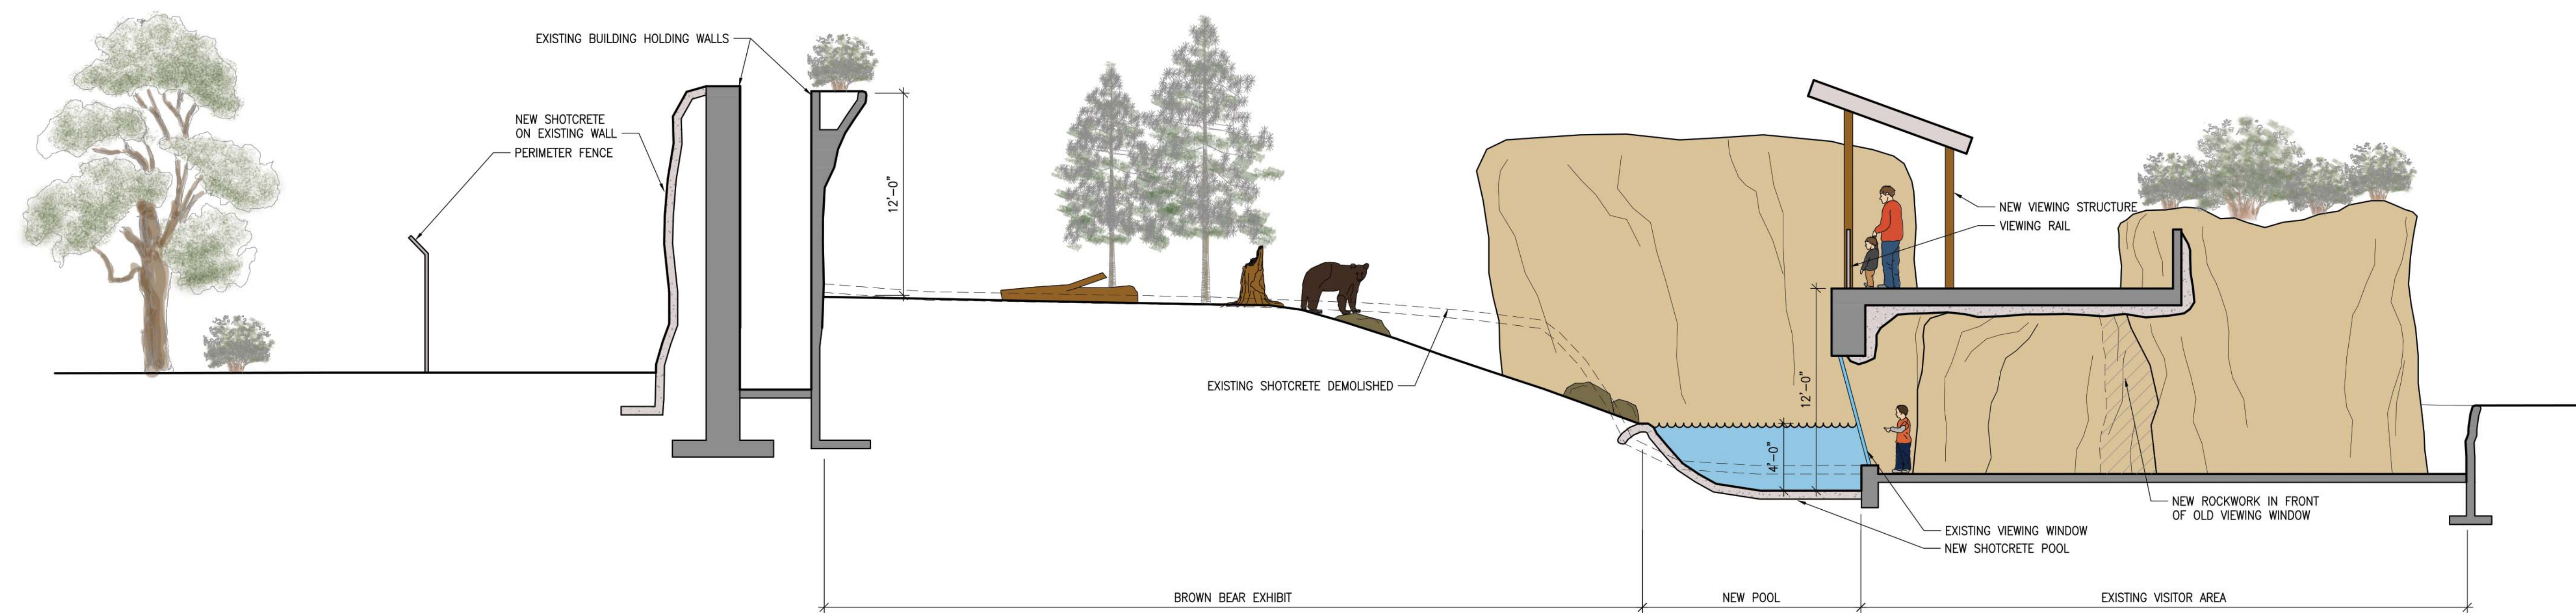 EXISTING BUILDING HOLDING WALLS
NEW SHOTCRETE
ON EXISTING WALL
PERIMETER FENCE
12'-0"
EXISTING SHOTCRETE DEMOLISHED
NEW VIEWING STRUCTURE
VIEWING RAIL
12'-0"
4'-0"
NEW ROCKWORK IN FRONT
OF OLD VIEWING WINDOW
EXISTING VIEWING WINDOW
NEW SHOTCRETE POOL
BROWN BEAR EXHIBIT
NEW POOL
EXISTING VISITOR AREA